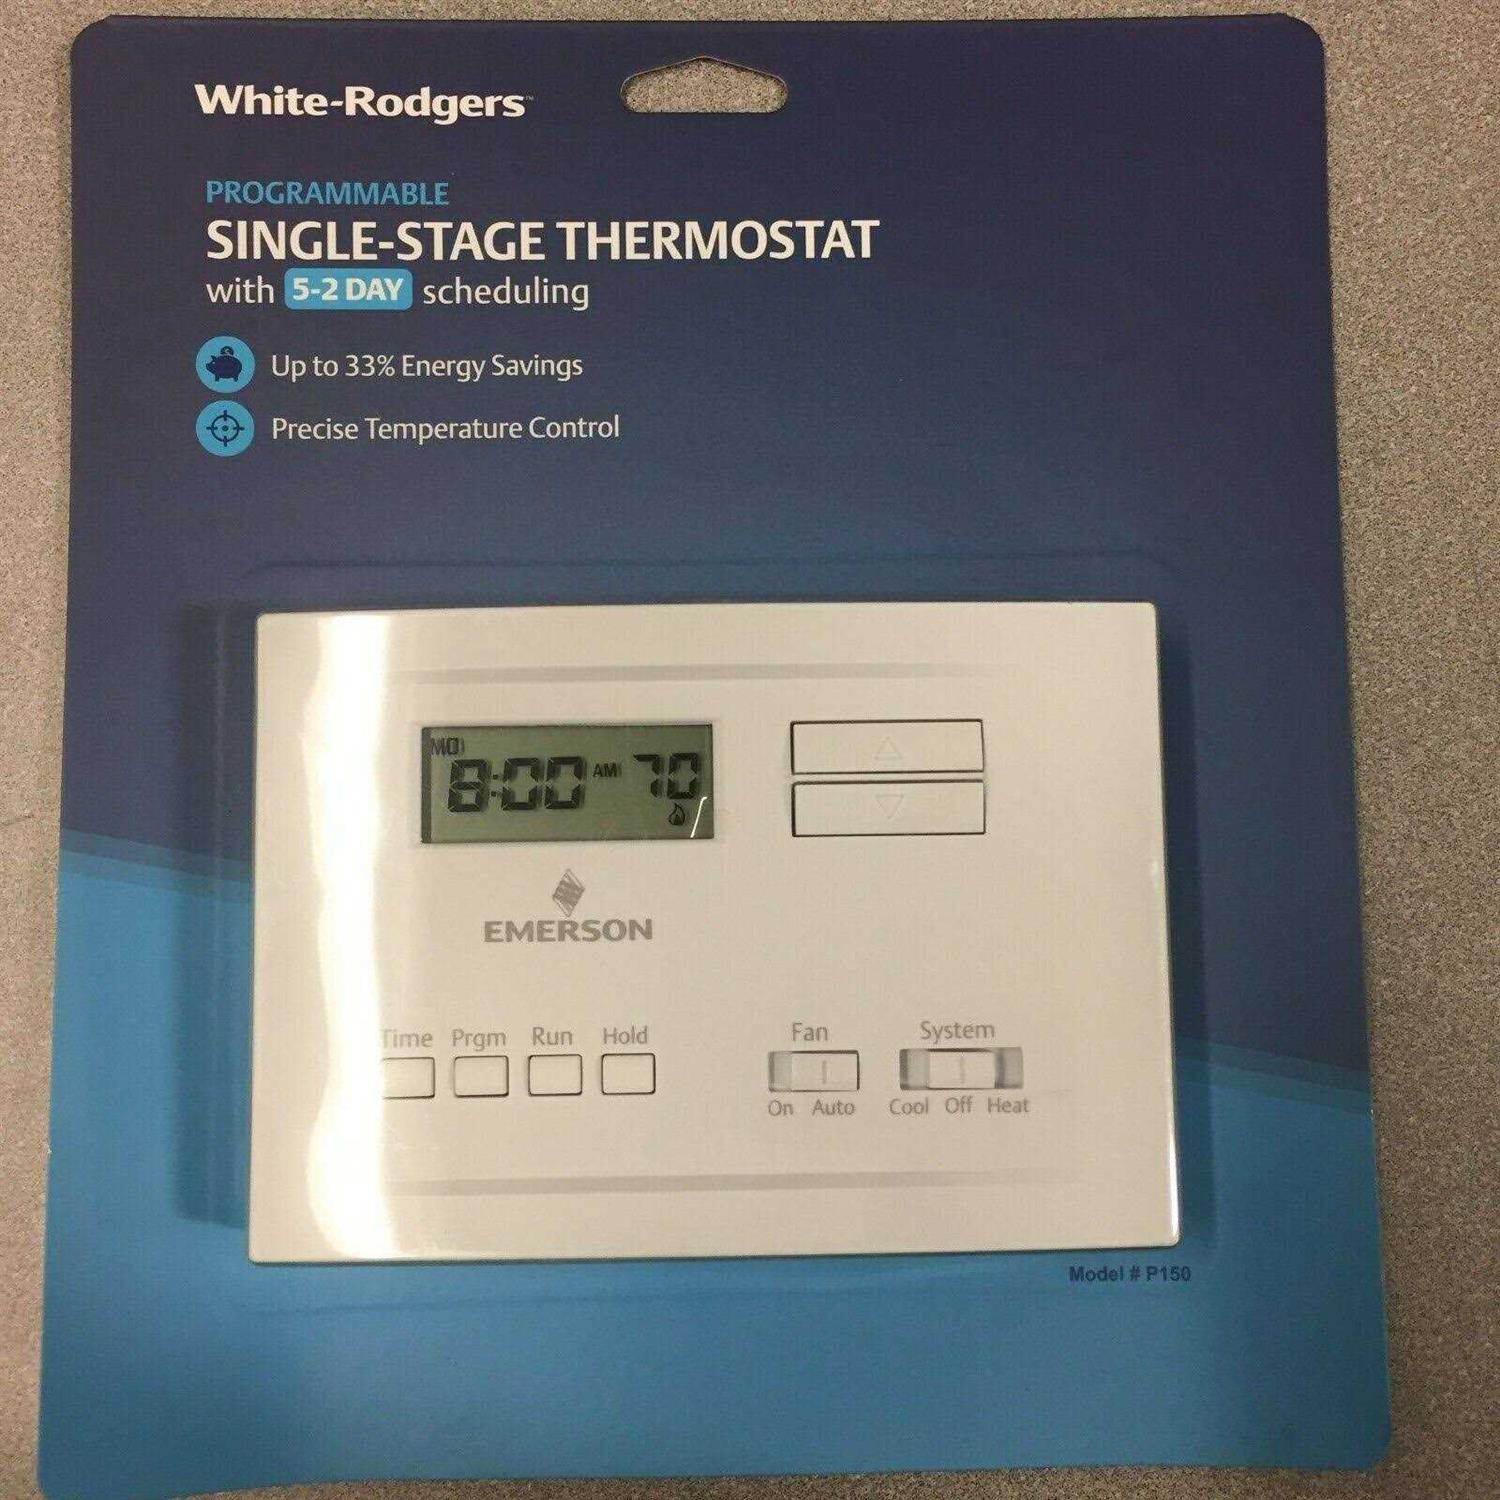 White-Rodgers™
PROGRAMMABLE
SINGLE-STAGE THERMOSTAT
with 5-2 DAY scheduling
Up to 33% Energy Savings
Precise Temperature Control
MO
8:00 AM 70
EMERSON
Time Prgm Run Hold
Fan System
On Auto Cool Off Heat
Model # P150